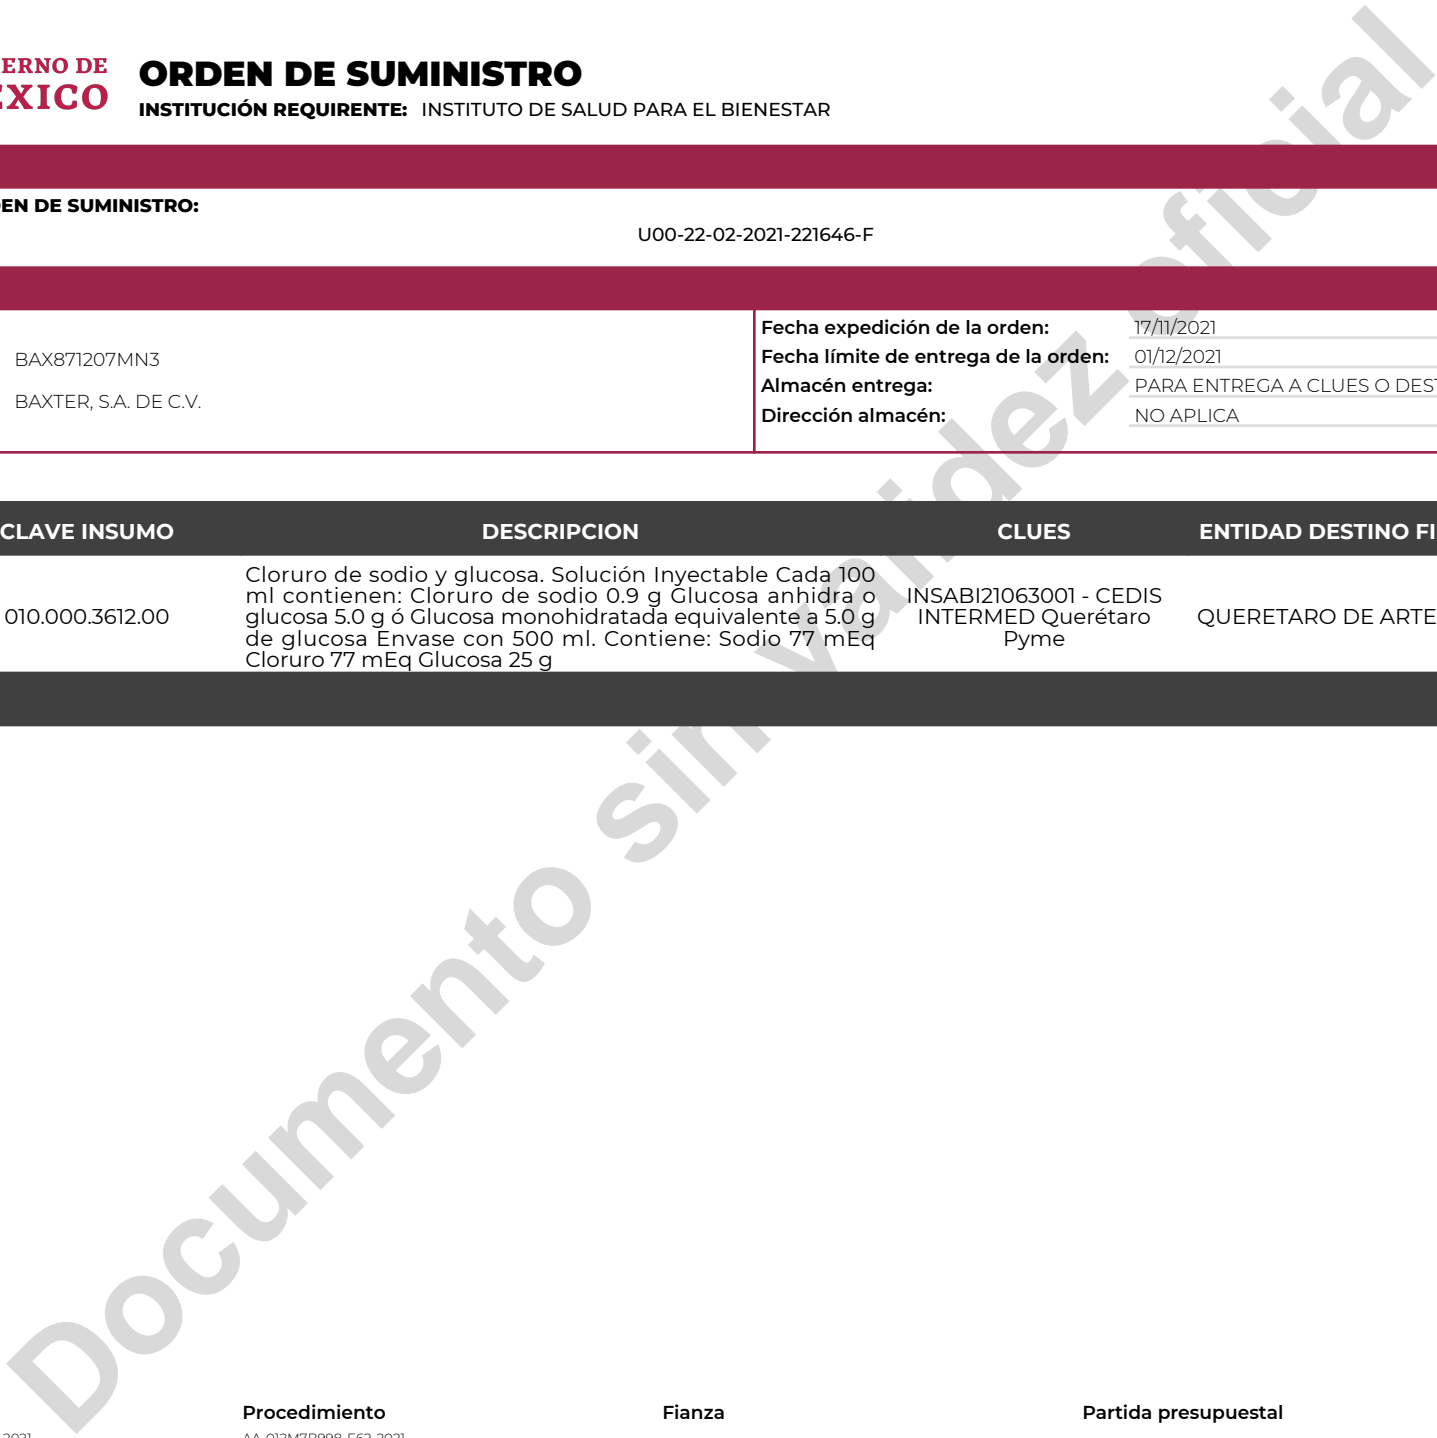 ERNO DE
ÉXICO
ORDEN DE SUMINISTRO
INSTITUCIÓN REQUIRENTE: INSTITUTO DE SALUD PARA EL BIENESTAR
EN DE SUMINISTRO:
U00-22-02-2021-221646-F
BAX871207MN3
BAXTER, S.A. DE C.V.
Fecha expedición de la orden: 17/11/2021
Fecha límite de entrega de la orden: 01/12/2021
Almacén entrega: PARA ENTREGA A CLUES O DEST
Dirección almacén: NO APLICA
CLAVE INSUMO DESCRIPCION CLUES ENTIDAD DESTINO FI
010.000.3612.00
Cloruro de sodio y glucosa. Solución Inyectable Cada 100
ml contienen: Cloruro de sodio 0.9 g Glucosa anhidra o
glucosa 5.0 g ó Glucosa monohidratada equivalente a 5.0 g
de glucosa Envase con 500 ml. Contiene: Sodio 77 mEq
Cloruro 77 mEq Glucosa 25 g
INSABI21063001 - CEDIS
INTERMED Querétaro
Pyme
QUERETARO DE ARTE
Documento sin validez oficial
Procedimiento Fianza Partida presupuestal